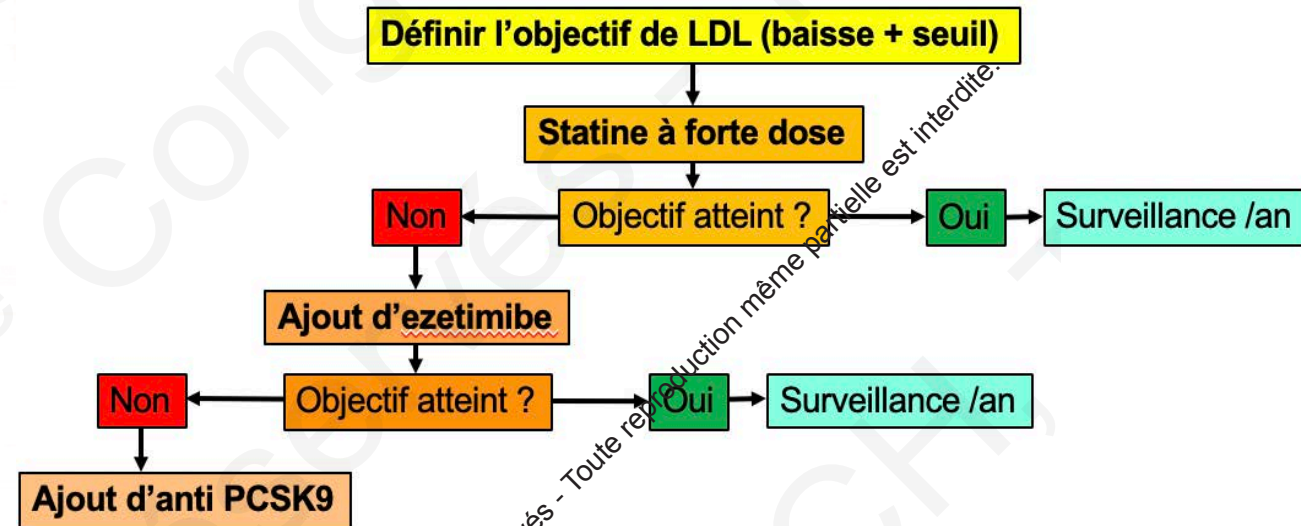 Définir l'objectif de LDL (baisse + seuil)
Statine à forte dose
Non
Objectif atteint ?
Oui
Surveillance /an
Ajout d'ezetimibe
Non
Objectif atteint ?
Oui
Surveillance /an
Ajout d'anti PCSK9
- Toute reproduction même partielle est interdite.